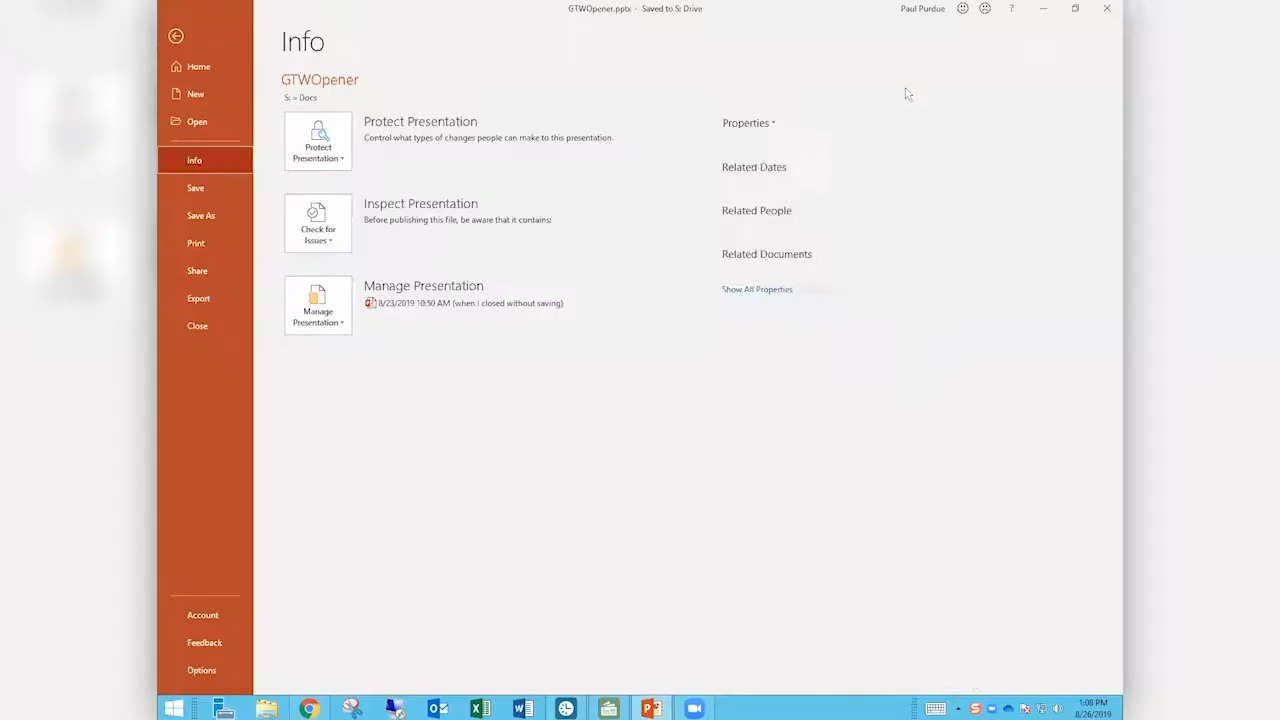 GTWOpener.pptx - Saved to S: Drive
Paul Purdue
?
Home
New
Open
Info
Save
Save As
Print
Share
Export
Close
Account
Feedback
Options
Info
GTWOpener
S: » Docs
Protect
Presentation
Protect Presentation
Control what types of changes people can make to this presentation.
Check for
Issues
Inspect Presentation
Before publishing this file, be aware that it contains:
Manage
Presentation
Manage Presentation
8/23/2019 10:50 AM (when I closed without saving)
Properties
Related Dates
Related People
Related Documents
Show All Properties
1:08 PM
8/26/2019